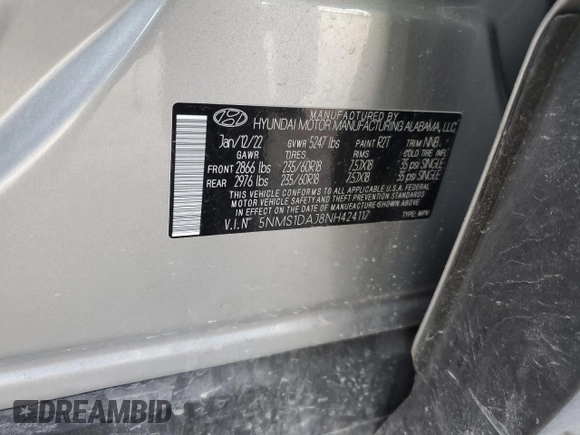 MANUFACTURED BY
HYUNDAI MOTOR MANUFACTURING ALABAMA, LLC
Jan/12/22 GVWR 5247 lbs PAINT R2T TRIM NNB
GAWR TIRES RIMS COLD TIRE INFL.
FRONT 2866 lbs 235/60R18 7.5JX18 35 psi SINGLE
REAR 2976 lbs 235/60R18 7.5JX18 35 psi SINGLE
THIS VEHICLE CONFORMS TO ALL APPLICABLE U.S.A. FEDERAL
MOTOR VEHICLE SAFETY STANDARDS IN EFFECT ON THE
DATE OF MANUFACTURE SHOWN ABOVE
V.I.N 5NMS1DAJ8NH424117 TYPE: MPV
DREAMBID